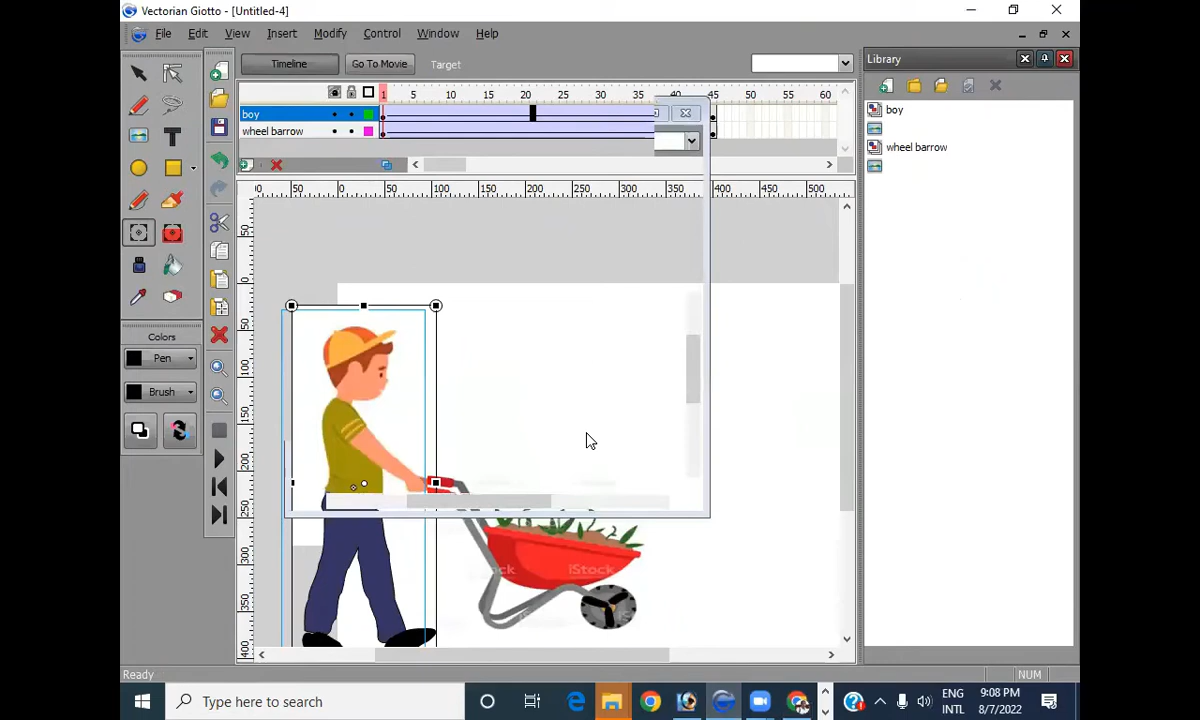 Vectorian Giotto - [Untitled-4]
File Edit View Insert Modify Control Window Help
Timeline Go To Movie Target
Library
1 5 10 15 20 25 30 35 45 50 55 60
boy
wheel barrow
boy
wheel barrow
50 0 50 100 150 200 250 300 400 450 500
50
0
50
100
150
200
250
300
350
400
Colors
Pen
Brush
iStock
Ready
NUM
Type here to search
ENG
INTL
9:08 PM
8/7/2022